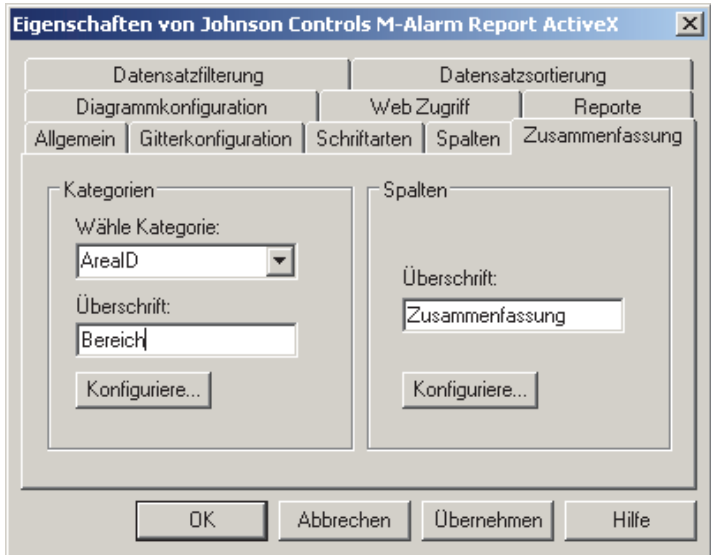 Eigenschaften von Johnson Controls M-Alarm Report ActiveX
Datensatzfilterung Datensatzsortierung
Diagrammkonfiguration Web Zugriff Reporte
Allgemein Gitterkonfiguration Schriftarten Spalten Zusammenfassung
Kategorien Spalten
Wähle Kategorie:
AreaID
Überschrift:
Überschrift:
Zusammenfassung
Bereich
Konfiguriere... Konfiguriere...
OK Abbrechen Übernehmen Hilfe